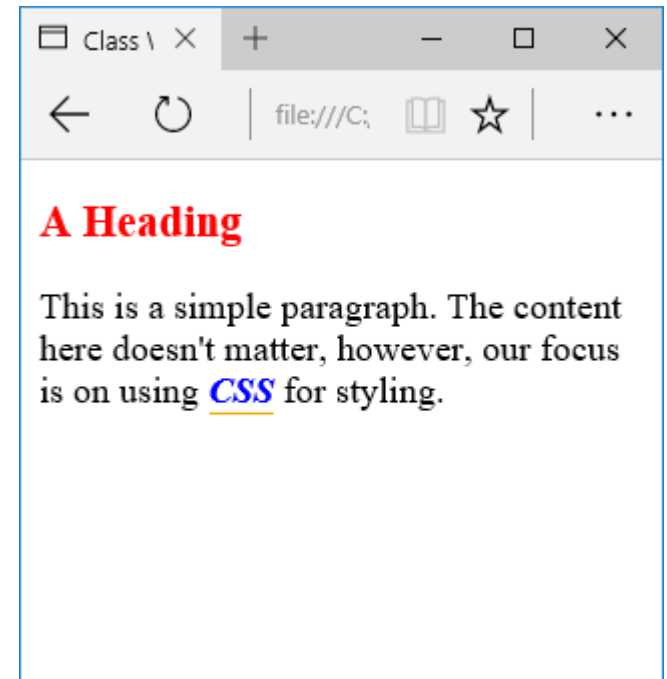 Class \
file:///C:
A Heading
This is a simple paragraph. The content
here doesn't matter, however, our focus
is on using CSS for styling.